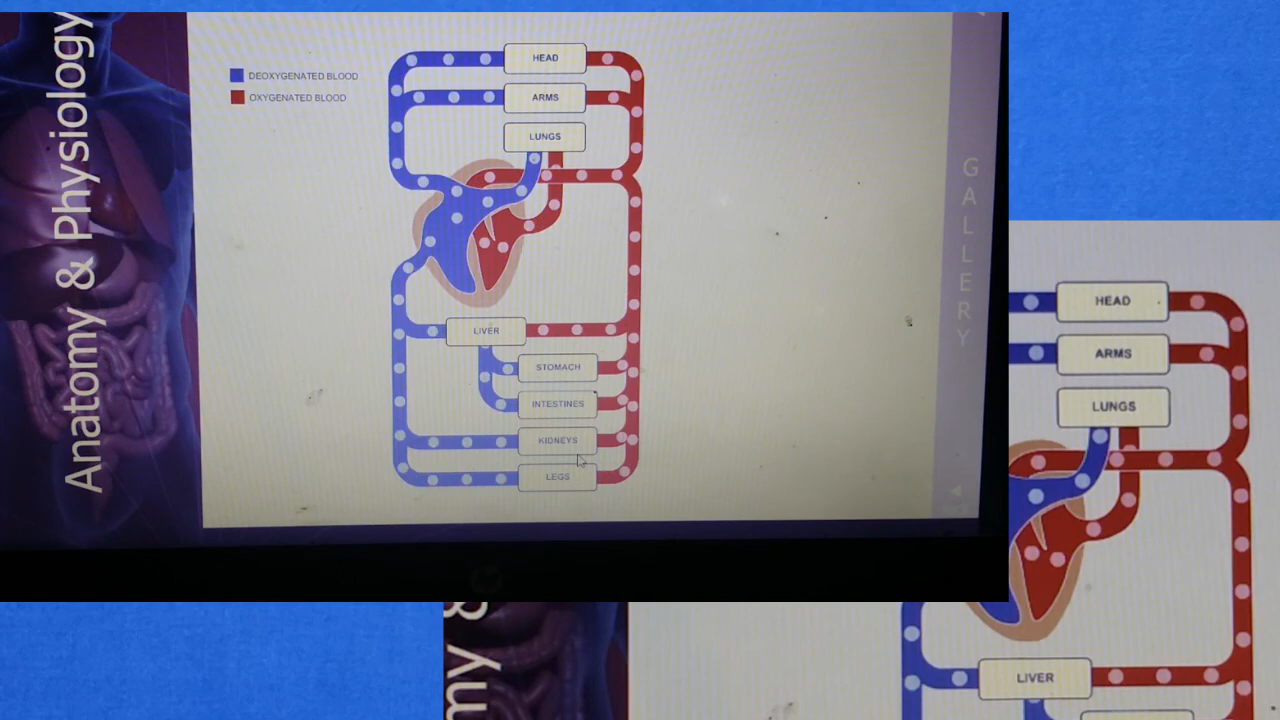 Anatomy & Physiology
DEOXYGENATED BLOOD
OXYGENATED BLOOD
HEAD
ARMS
LUNGS
LIVER
STOMACH
INTESTINES
KIDNEYS
LEGS
GALLERY
HEAD
ARMS
LUNGS
LIVER
my &